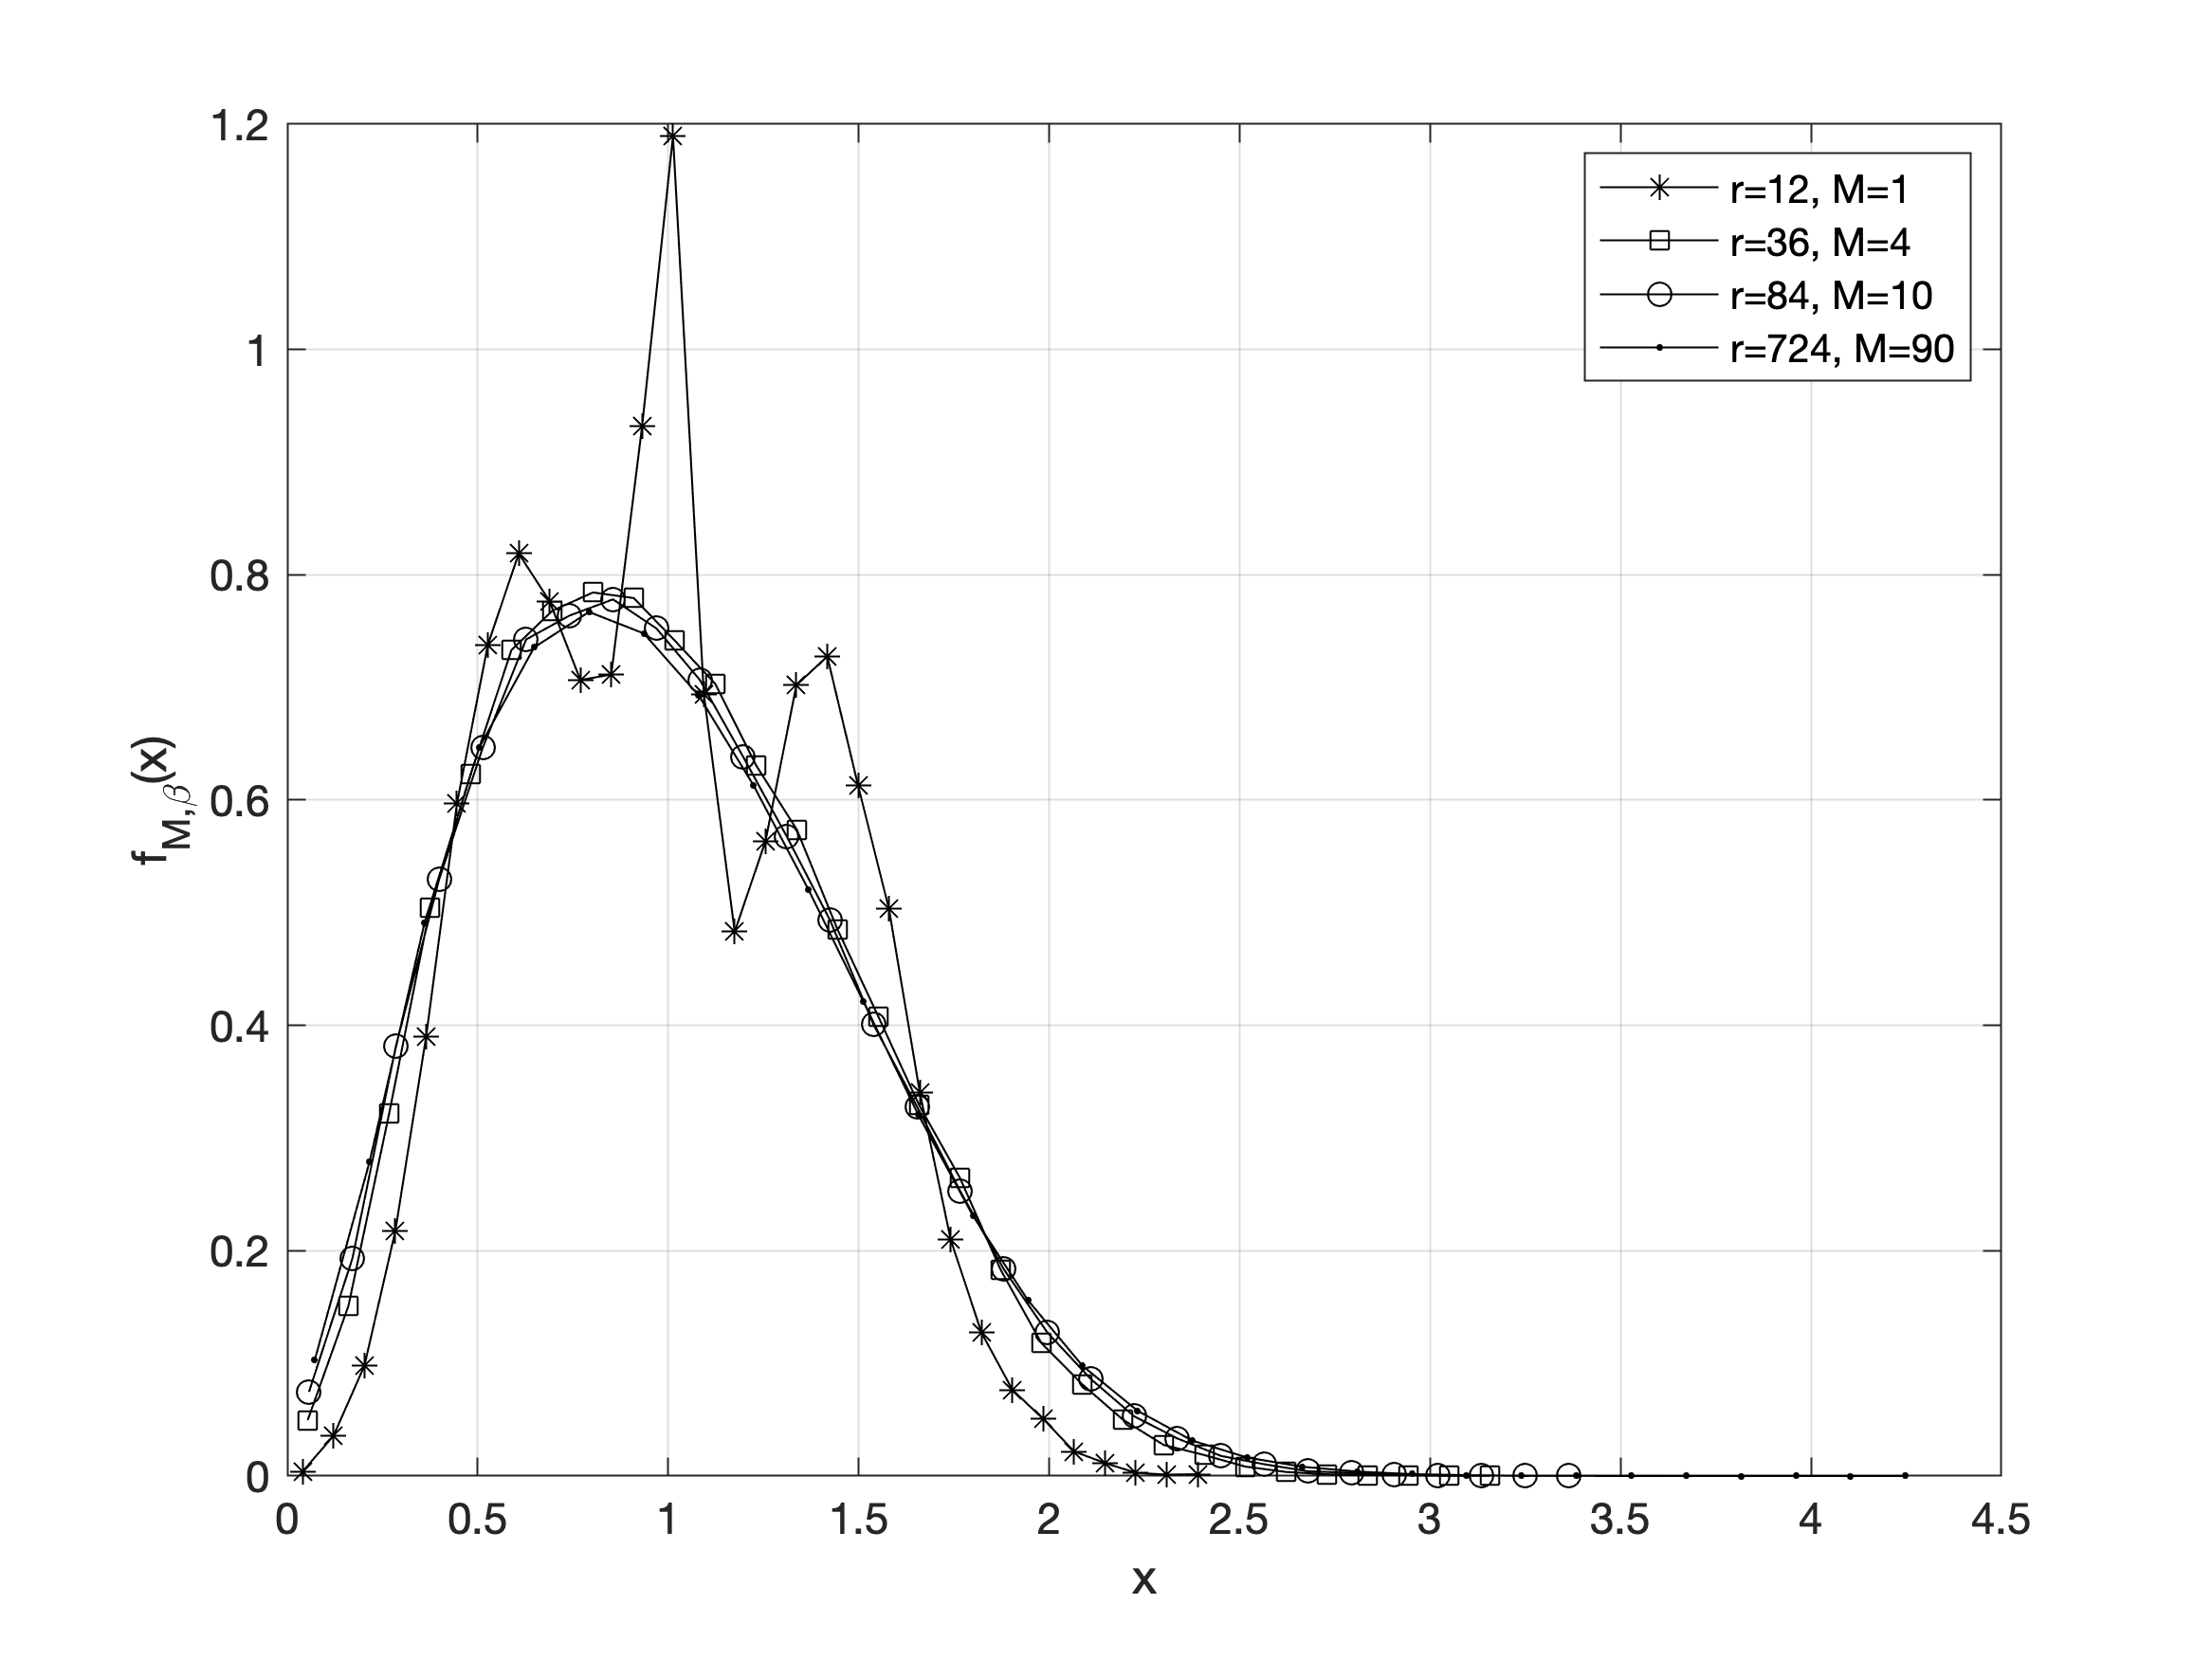 1.2
1
0.8
0.6
0.4
0.2
0
f_{M,β}(x)
0 0.5 1 1.5 2 2.5 3 3.5 4 4.5
x
r=12, M=1
r=36, M=4
r=84, M=10
r=724, M=90